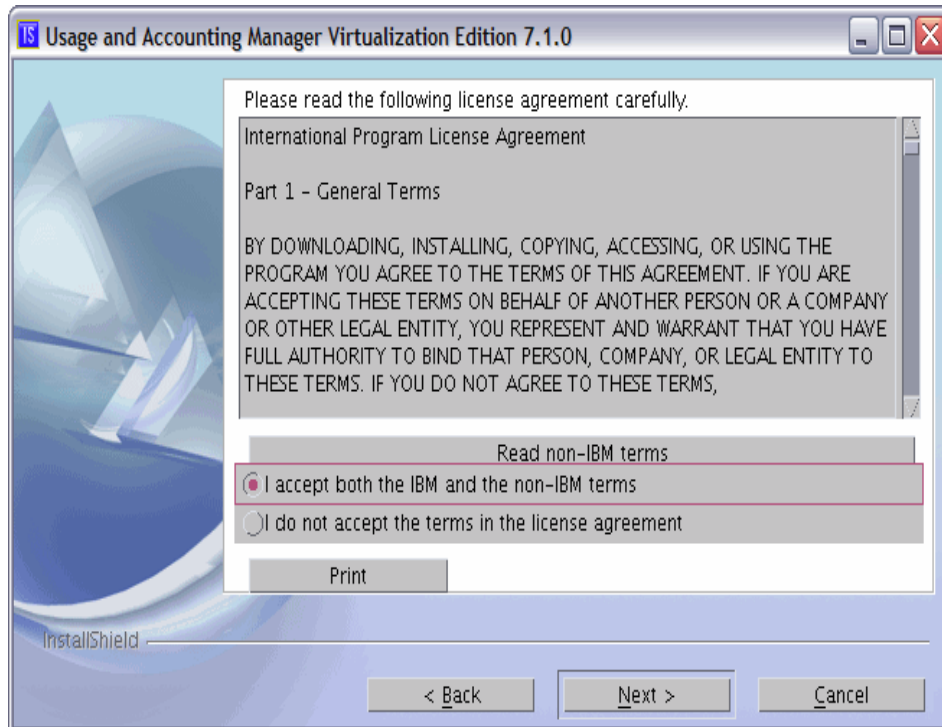 IS Usage and Accounting Manager Virtualization Edition 7.1.0
Please read the following license agreement carefully.
International Program License Agreement
Part 1 - General Terms
BY DOWNLOADING, INSTALLING, COPYING, ACCESSING, OR USING THE
PROGRAM YOU AGREE TO THE TERMS OF THIS AGREEMENT. IF YOU ARE
ACCEPTING THESE TERMS ON BEHALF OF ANOTHER PERSON OR A COMPANY
OR OTHER LEGAL ENTITY, YOU REPRESENT AND WARRANT THAT YOU HAVE
FULL AUTHORITY TO BIND THAT PERSON, COMPANY, OR LEGAL ENTITY TO
THESE TERMS. IF YOU DO NOT AGREE TO THESE TERMS,
Read non-IBM terms
I accept both the IBM and the non-IBM terms
I do not accept the terms in the license agreement
Print
InstallShield
< Back
Next >
Cancel